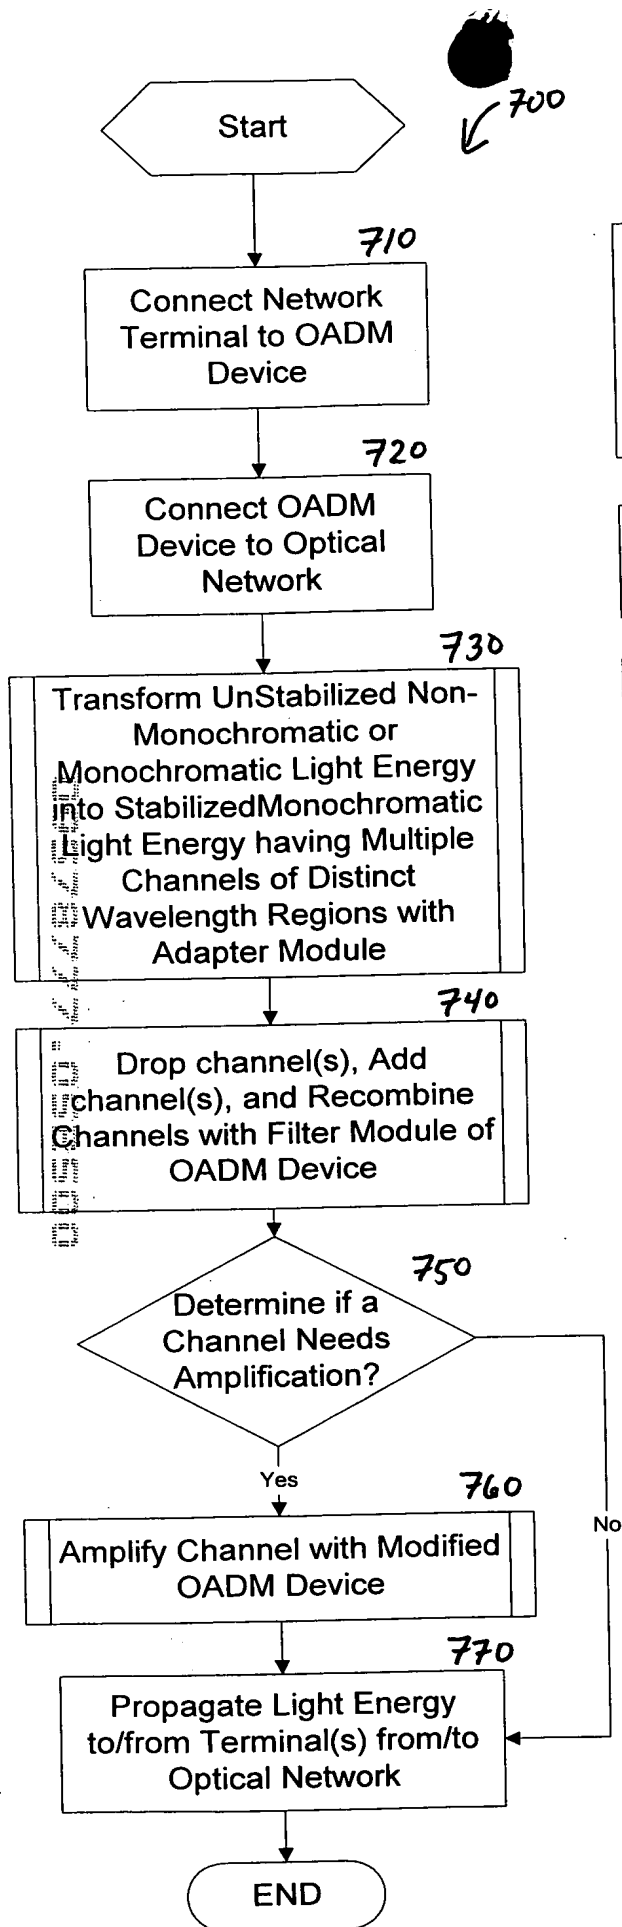 700
Start
710
Connect Network
Terminal to OADM
Device
720
Connect OADM
Device to Optical
Network
730
Transform UnStabilized Non-
Monochromatic or
Monochromatic Light Energy
into StabilizedMonochromatic
Light Energy having Multiple
Channels of Distinct
Wavelength Regions with
Adapter Module
740
Drop channel(s), Add
channel(s), and Recombine
Channels with Filter Module of
OADM Device
750
Determine if a
Channel Needs
Amplification?
Yes
No
760
Amplify Channel with Modified
OADM Device
770
Propagate Light Energy
to/from Terminal(s) from/to
Optical Network
END